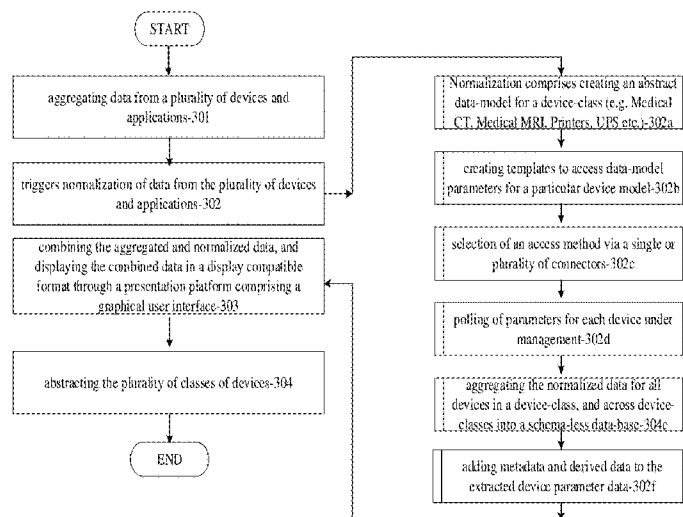 START
aggregating data from a plurality of devices and
applications-301
triggers normalization of data from the plurality of devices
and applications-302
combining the aggregated and normalized data, and
displaying the combined data in a display compatible
format through a presentation platform comprising a
graphical user interface-303
abstracting the plurality of classes of devices-304
END
Normalization comprises creating an abstract
data-model for a device-class (e.g. Medical
CT, Medical MRI, Printers, UPS etc.)-302a
creating templates to access data-model
parameters for a particular device model-302b
selection of an access method via a single or
plurality of connectors-302c
polling of parameters for each device under
management-302d
aggregating the normalized data for all
devices in a device-class, and across device-
classes into a schema-less data-base-304e
adding metadata and derived data to the
extracted device parameter data-302f